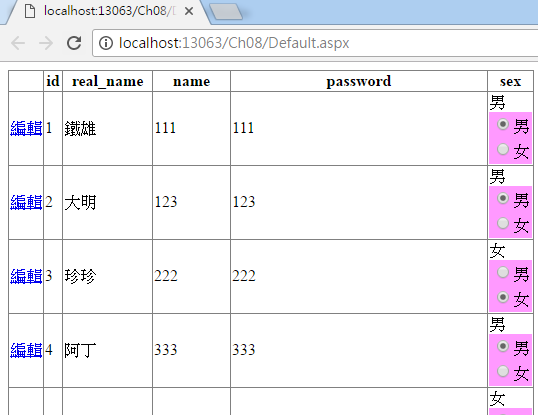 localhost:13063/Ch08/D
localhost:13063/Ch08/Default.aspx
id real_name name password sex
男
編輯 1 鐵雄 111 111 男
女
男
編輯 2 大明 123 123 男
女
女
編輯 3 珍珍 222 222 男
女
男
編輯 4 阿丁 333 333 男
女
女